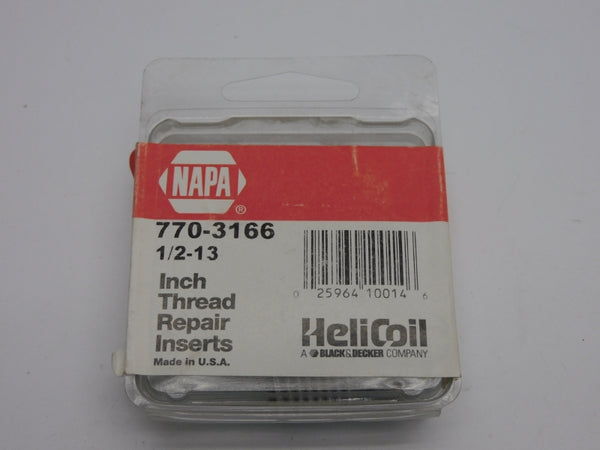 NAPA
®
770-3166
1/2-13
Inch
Thread
Repair
Inserts
Made in U.S.A.
0 25964 10014 6
HeliCoil
A BLACK & DECKER COMPANY